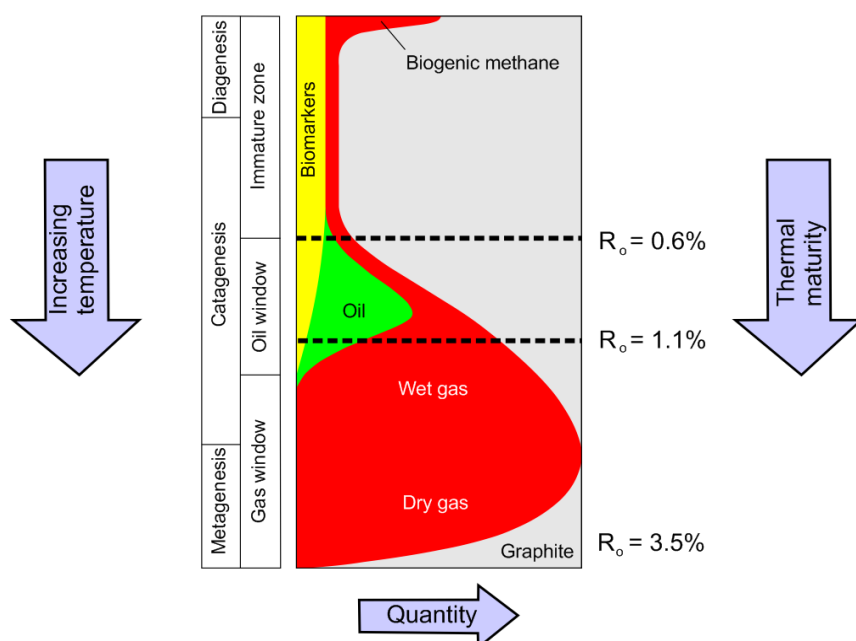 Increasing
temperature
Diagenesis
Catagenesis
Metagenesis
Immature zone
Oil window
Gas window
Biomarkers
Biogenic methane
Oil
Wet gas
Dry gas
Graphite
Ro = 0.6%
Ro = 1.1%
Ro = 3.5%
Thermal
maturity
Quantity